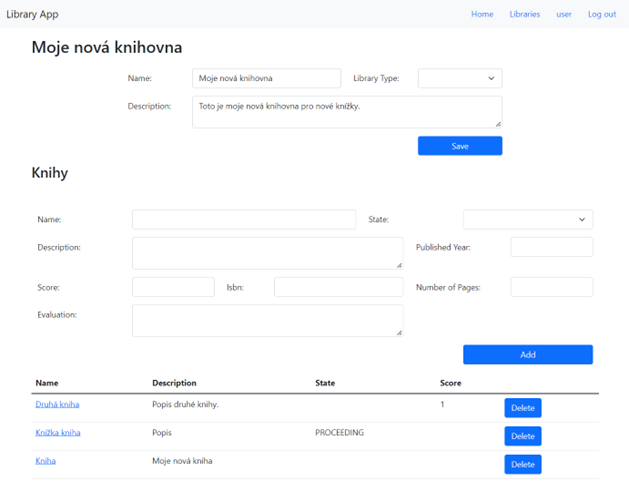 Library App Home Libraries user Log out
Moje nová knihovna
Name: Moje nová knihovna Library Type:
Description: Toto je moje nová knihovna pro nové knížky.
Save
Knihy
Name: State:
Description: Published Year:
Score: Isbn: Number of Pages:
Evaluation:
Add
Name Description State Score
Druhá kniha Popis druhé knihy. 1 Delete
Knížka kniha Popis PROCEEDING Delete
Kniha Moje nová kniha Delete